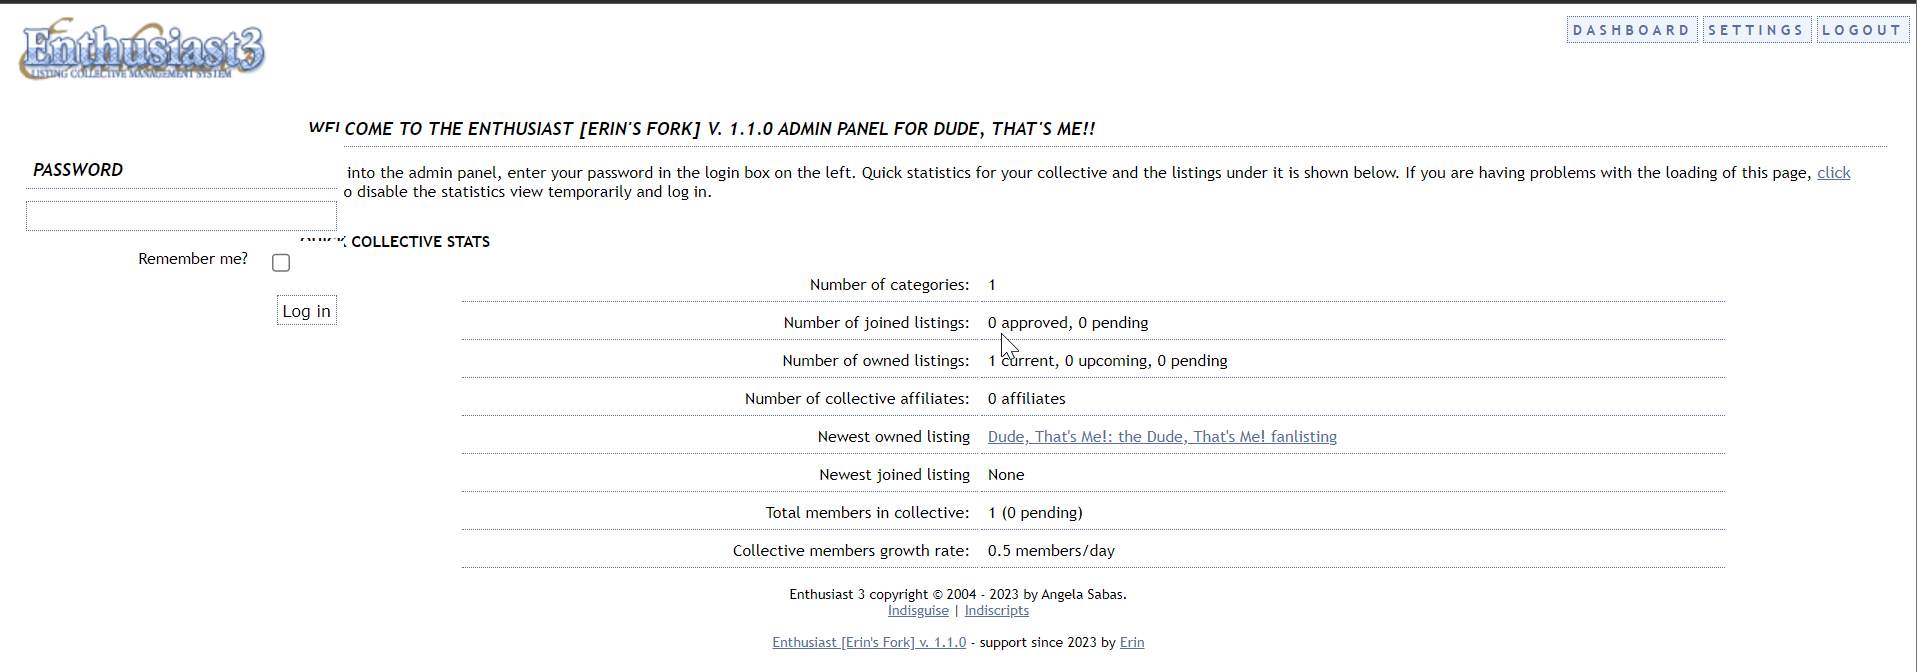 Enthusiast3
LISTING COLLECTIVE MANAGEMENT SYSTEM
DASHBOARD SETTINGS LOGOUT
COME TO THE ENTHUSIAST [ERIN'S FORK] V. 1.1.0 ADMIN PANEL FOR DUDE, THAT'S ME!!
PASSWORD
into the admin panel, enter your password in the login box on the left. Quick statistics for your collective and the listings under it is shown below. If you are having problems with the loading of this page, click
o disable the statistics view temporarily and log in.
Remember me?
Log in
COLLECTIVE STATS
Number of categories: 1
Number of joined listings: 0 approved, 0 pending
Number of owned listings: 1 current, 0 upcoming, 0 pending
Number of collective affiliates: 0 affiliates
Newest owned listing Dude, That's Me!: the Dude, That's Me! fanlisting
Newest joined listing None
Total members in collective: 1 (0 pending)
Collective members growth rate: 0.5 members/day
Enthusiast 3 copyright © 2004 - 2023 by Angela Sabas.
Indisguise | Indiscripts
Enthusiast [Erin's Fork] v. 1.1.0 - support since 2023 by Erin